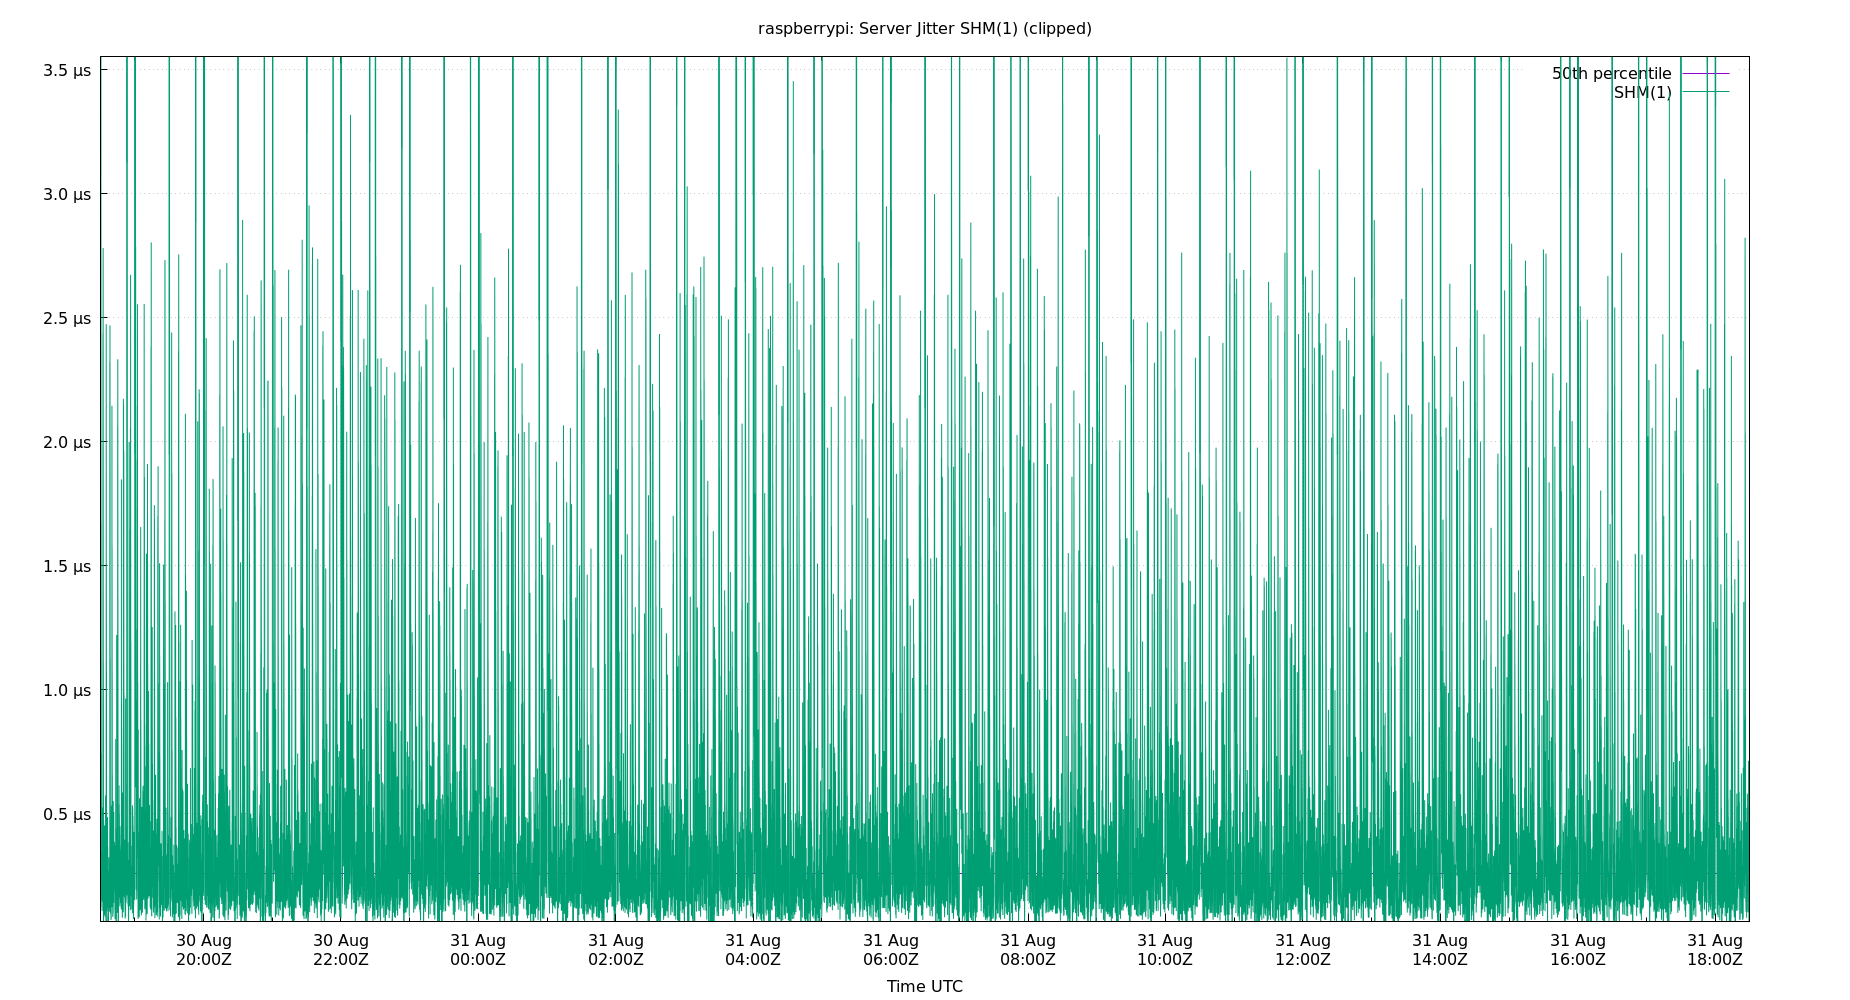 raspberrypi: Server Jitter SHM(1) (clipped)
3.5 µs
3.0 µs
2.5 µs
2.0 µs
1.5 µs
1.0 µs
0.5 µs
50th percentile
SHM(1)
30 Aug 30 Aug 31 Aug 31 Aug 31 Aug 31 Aug 31 Aug 31 Aug 31 Aug 31 Aug 31 Aug 31 Aug
20:00Z 22:00Z 00:00Z 02:00Z 04:00Z 06:00Z 08:00Z 10:00Z 12:00Z 14:00Z 16:00Z 18:00Z
Time UTC